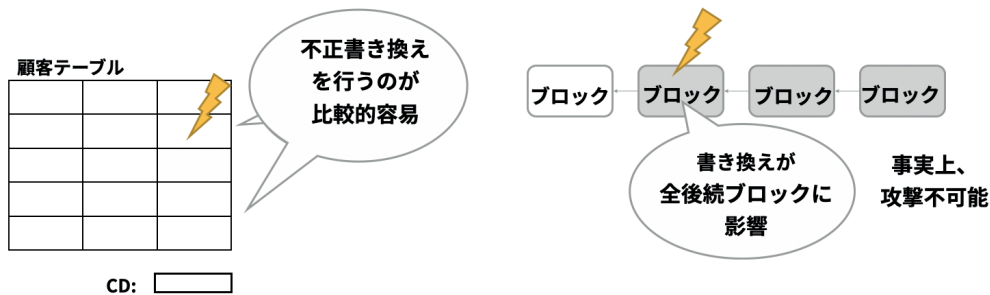 顧客テーブル
不正書き換え
を行うのが
比較的容易
CD:
ブロック
ブロック
ブロック
ブロック
書き換えが
全後続ブロックに
影響
事実上、
攻撃不可能